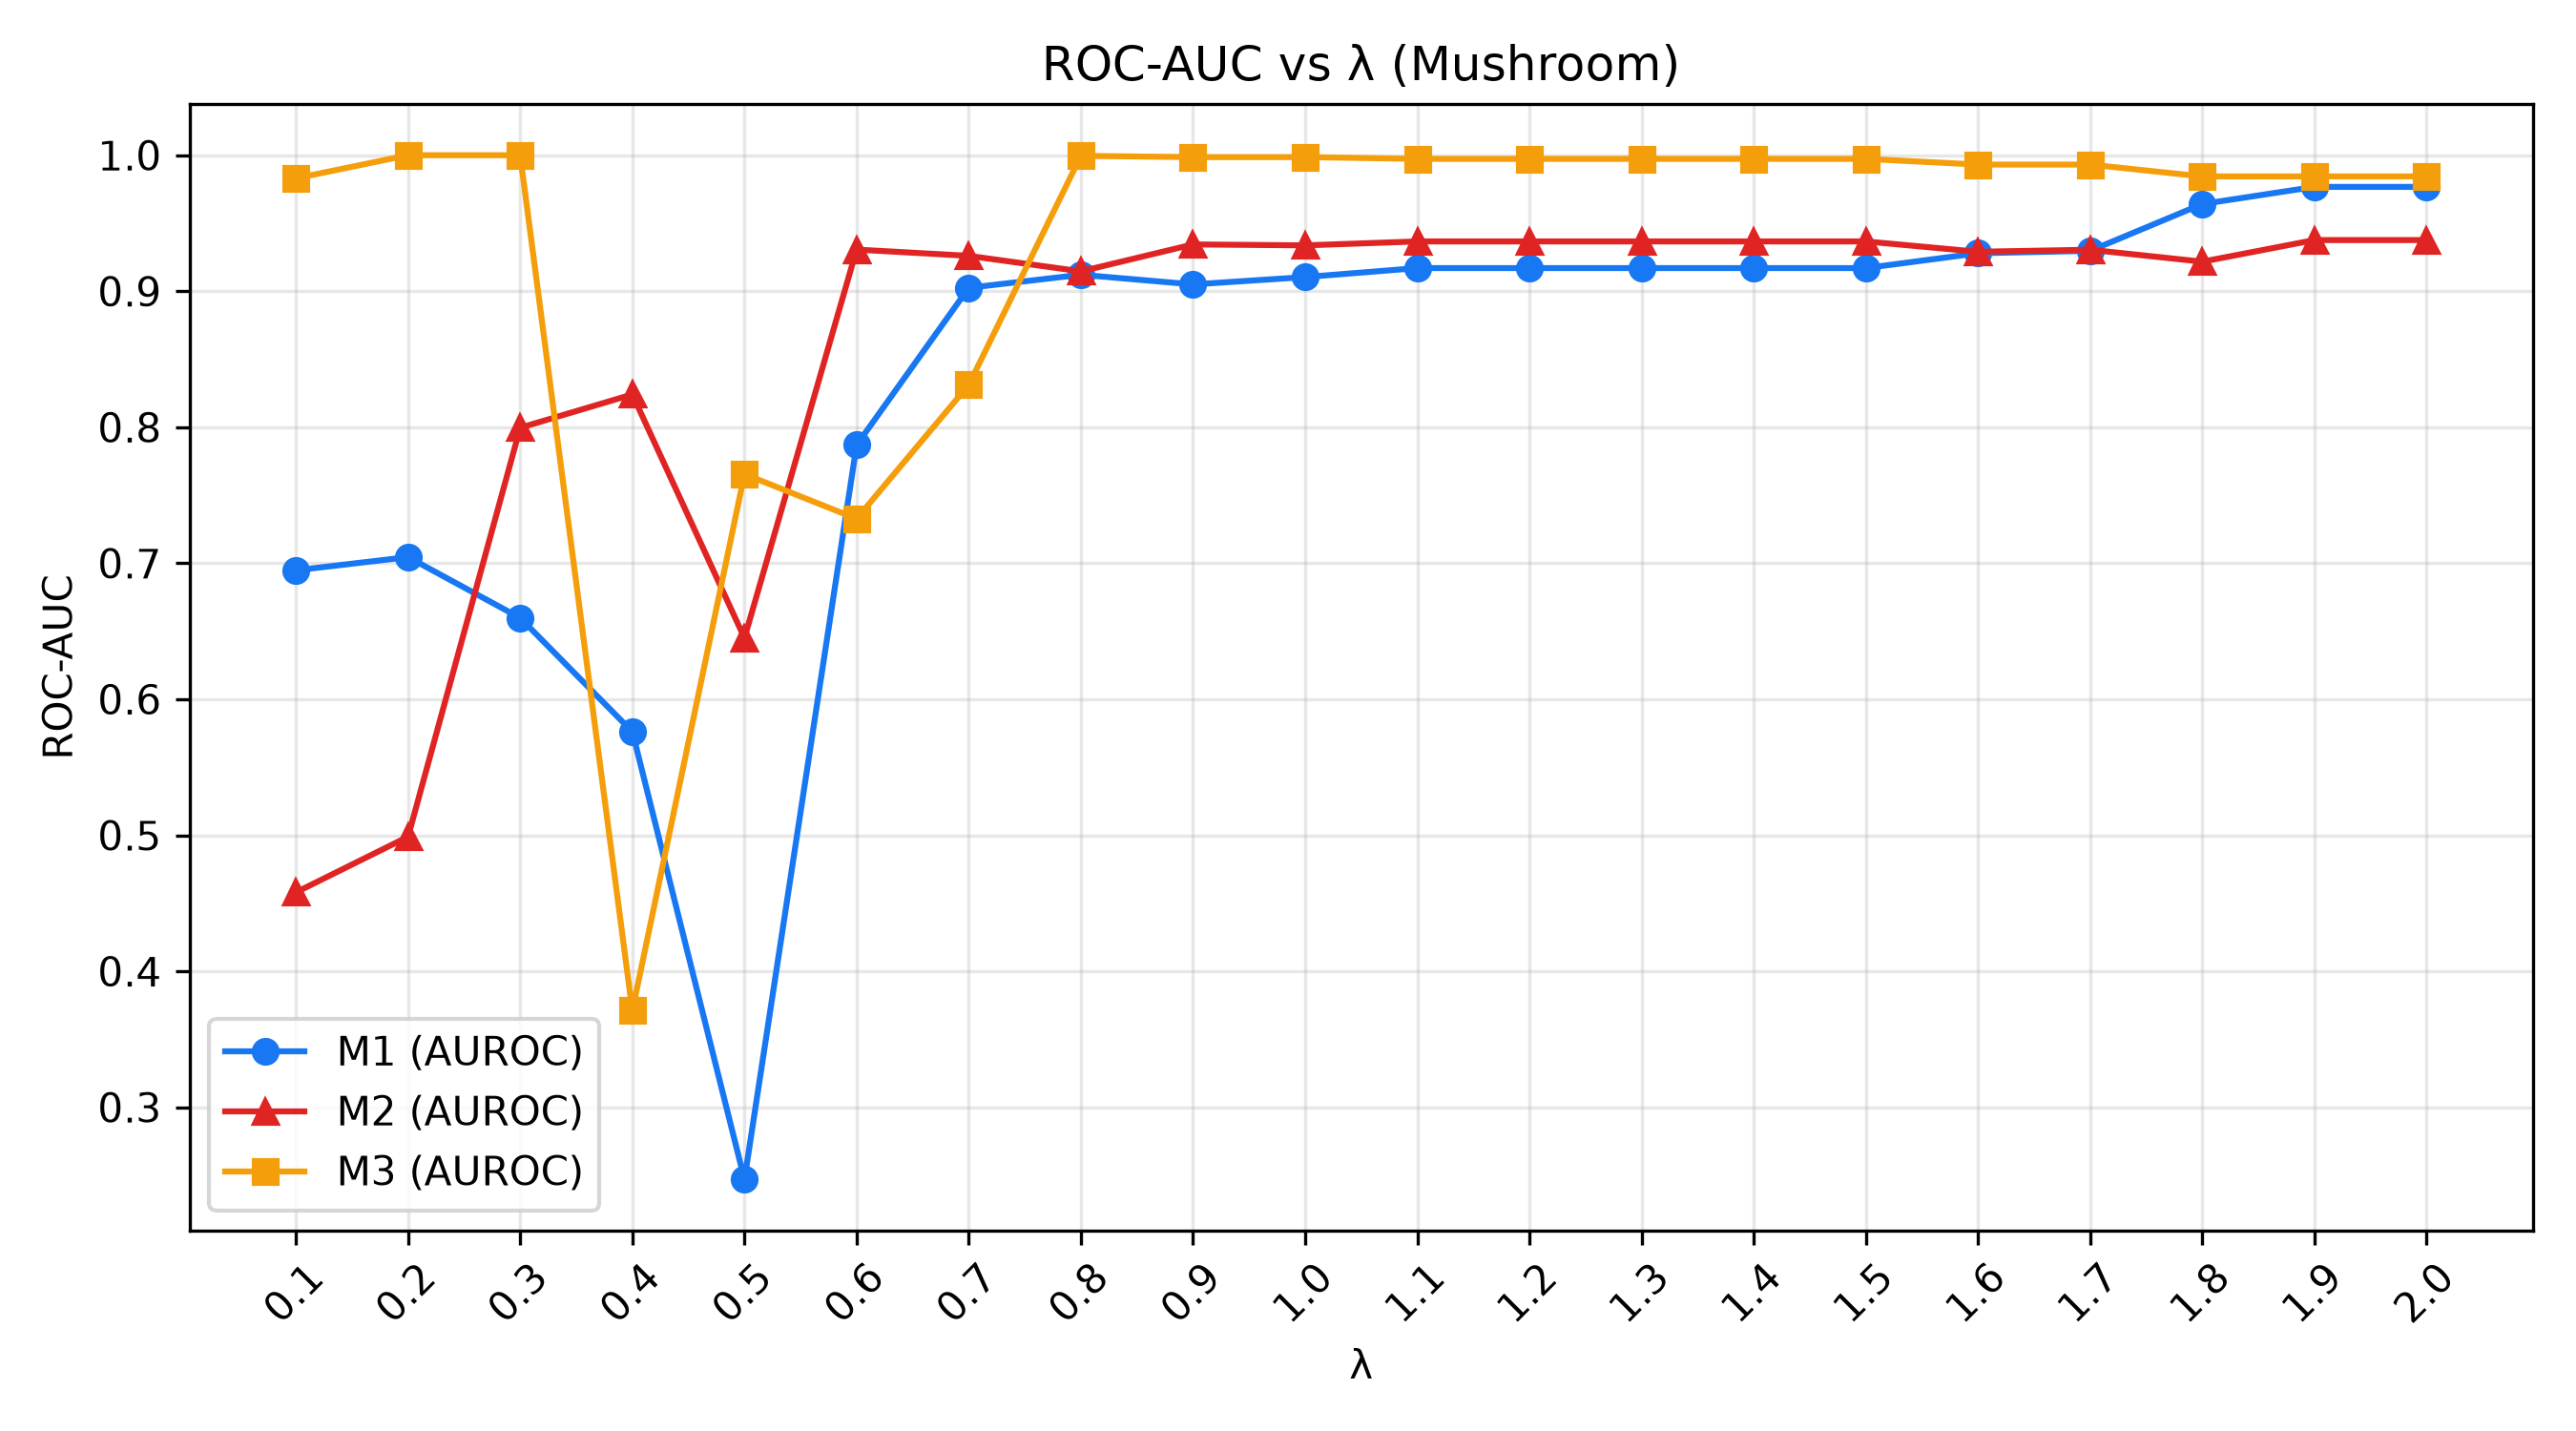 ROC-AUC vs λ (Mushroom)
ROC-AUC
1.0
0.9
0.8
0.7
0.6
0.5
0.4
0.3
M1 (AUROC)
M2 (AUROC)
M3 (AUROC)
0.1 0.2 0.3 0.4 0.5 0.6 0.7 0.8 0.9 1.0 1.1 1.2 1.3 1.4 1.5 1.6 1.7 1.8 1.9 2.0
λ